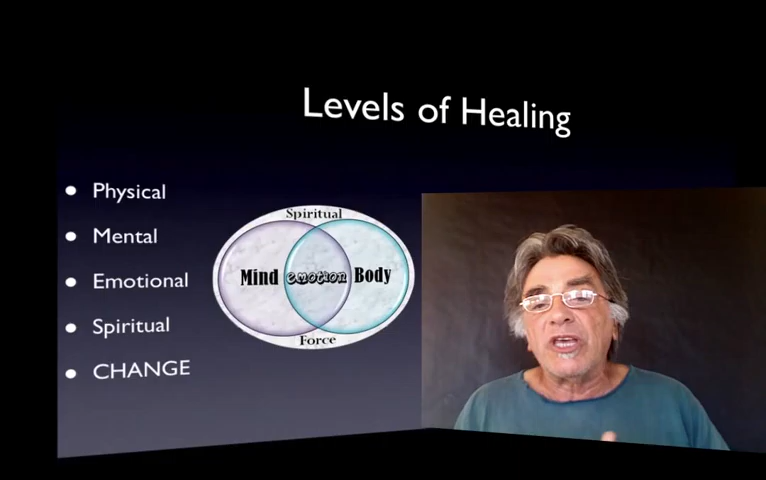 Levels of Healing
Physical
Mental
Emotional
Spiritual
CHANGE
Spiritual
Mind emotion Body
Force